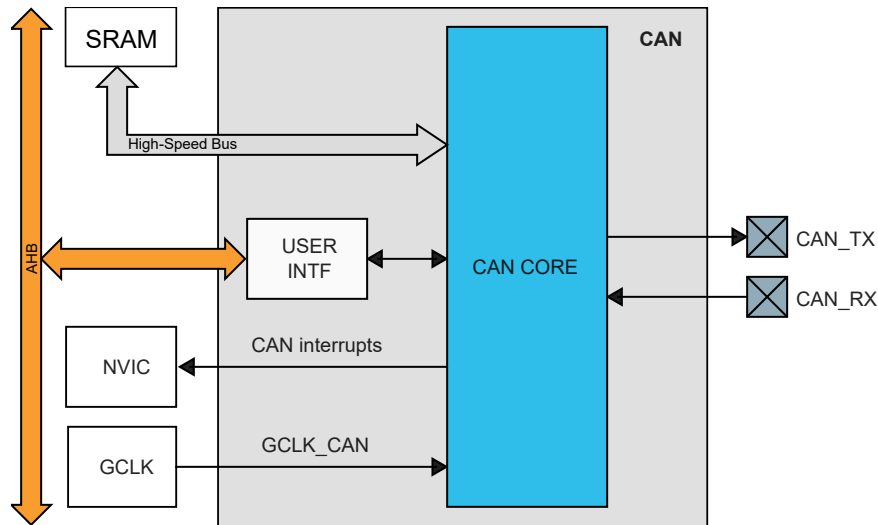 SRAM
CAN
High-Speed Bus
AHB
USER
INTF
CAN CORE
CAN_TX
CAN_RX
NVIC
CAN interrupts
GCLK
GCLK_CAN